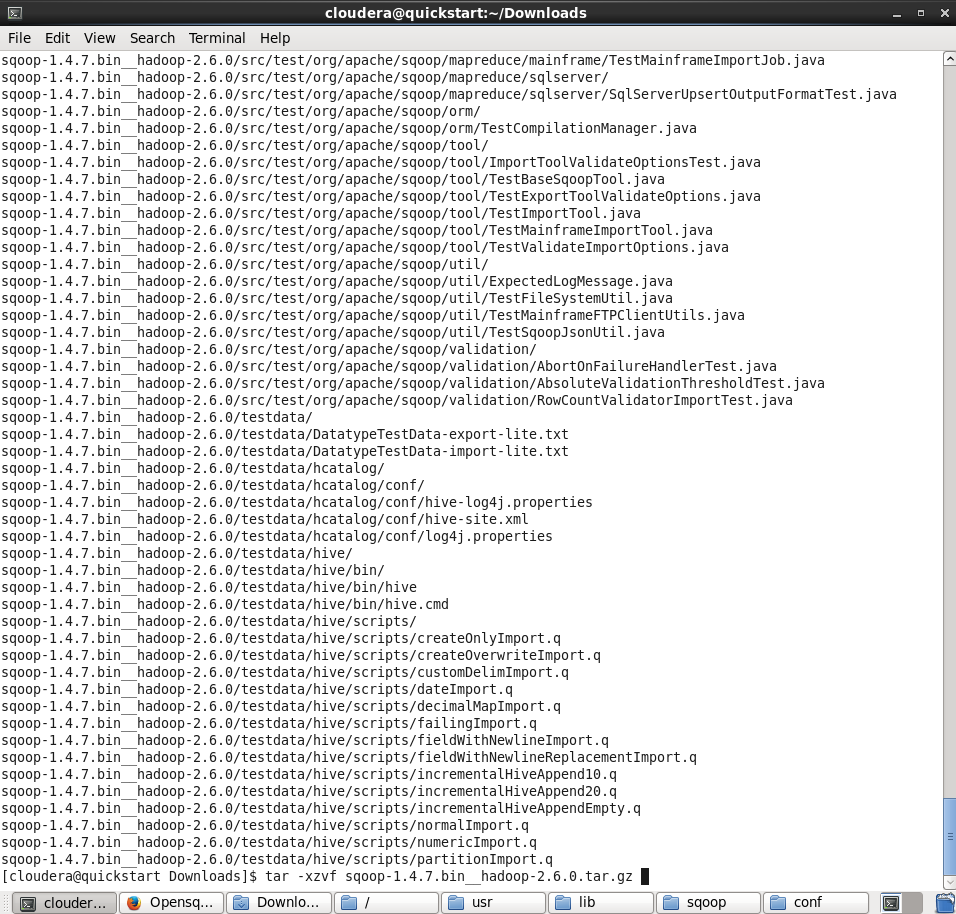 cloudera@quickstart:~/Downloads
File Edit View Search Terminal Help
sqoop-1.4.7.bin__hadoop-2.6.0/src/test/org/apache/sqoop/mapreduce/mainframe/TestMainframeImportJob.java
sqoop-1.4.7.bin__hadoop-2.6.0/src/test/org/apache/sqoop/mapreduce/sqlserver/
sqoop-1.4.7.bin__hadoop-2.6.0/src/test/org/apache/sqoop/mapreduce/sqlserver/SqlServerUpsertOutputFormatTest.java
sqoop-1.4.7.bin__hadoop-2.6.0/src/test/org/apache/sqoop/orm/
sqoop-1.4.7.bin__hadoop-2.6.0/src/test/org/apache/sqoop/orm/TestCompilationManager.java
sqoop-1.4.7.bin__hadoop-2.6.0/src/test/org/apache/sqoop/tool/
sqoop-1.4.7.bin__hadoop-2.6.0/src/test/org/apache/sqoop/tool/ImportToolValidateOptionsTest.java
sqoop-1.4.7.bin__hadoop-2.6.0/src/test/org/apache/sqoop/tool/TestBaseSqoopTool.java
sqoop-1.4.7.bin__hadoop-2.6.0/src/test/org/apache/sqoop/tool/TestExportToolValidateOptions.java
sqoop-1.4.7.bin__hadoop-2.6.0/src/test/org/apache/sqoop/tool/TestImportTool.java
sqoop-1.4.7.bin__hadoop-2.6.0/src/test/org/apache/sqoop/tool/TestMainframeImportTool.java
sqoop-1.4.7.bin__hadoop-2.6.0/src/test/org/apache/sqoop/tool/TestValidateImportOptions.java
sqoop-1.4.7.bin__hadoop-2.6.0/src/test/org/apache/sqoop/util/
sqoop-1.4.7.bin__hadoop-2.6.0/src/test/org/apache/sqoop/util/ExpectedLogMessage.java
sqoop-1.4.7.bin__hadoop-2.6.0/src/test/org/apache/sqoop/util/TestFileSystemUtil.java
sqoop-1.4.7.bin__hadoop-2.6.0/src/test/org/apache/sqoop/util/TestMainframeFTPClientUtils.java
sqoop-1.4.7.bin__hadoop-2.6.0/src/test/org/apache/sqoop/util/TestSqoopJsonUtil.java
sqoop-1.4.7.bin__hadoop-2.6.0/src/test/org/apache/sqoop/validation/
sqoop-1.4.7.bin__hadoop-2.6.0/src/test/org/apache/sqoop/validation/AbortOnFailureHandlerTest.java
sqoop-1.4.7.bin__hadoop-2.6.0/src/test/org/apache/sqoop/validation/AbsoluteValidationThresholdTest.java
sqoop-1.4.7.bin__hadoop-2.6.0/src/test/org/apache/sqoop/validation/RowCountValidatorImportTest.java
sqoop-1.4.7.bin__hadoop-2.6.0/testdata/
sqoop-1.4.7.bin__hadoop-2.6.0/testdata/DatatypeTestData-export-lite.txt
sqoop-1.4.7.bin__hadoop-2.6.0/testdata/DatatypeTestData-import-lite.txt
sqoop-1.4.7.bin__hadoop-2.6.0/testdata/hcatalog/
sqoop-1.4.7.bin__hadoop-2.6.0/testdata/hcatalog/conf/
sqoop-1.4.7.bin__hadoop-2.6.0/testdata/hcatalog/conf/hive-log4j.properties
sqoop-1.4.7.bin__hadoop-2.6.0/testdata/hcatalog/conf/hive-site.xml
sqoop-1.4.7.bin__hadoop-2.6.0/testdata/hcatalog/conf/log4j.properties
sqoop-1.4.7.bin__hadoop-2.6.0/testdata/hive/
sqoop-1.4.7.bin__hadoop-2.6.0/testdata/hive/bin/
sqoop-1.4.7.bin__hadoop-2.6.0/testdata/hive/bin/hive
sqoop-1.4.7.bin__hadoop-2.6.0/testdata/hive/bin/hive.cmd
sqoop-1.4.7.bin__hadoop-2.6.0/testdata/hive/scripts/
sqoop-1.4.7.bin__hadoop-2.6.0/testdata/hive/scripts/createOnlyImport.q
sqoop-1.4.7.bin__hadoop-2.6.0/testdata/hive/scripts/createOverwriteImport.q
sqoop-1.4.7.bin__hadoop-2.6.0/testdata/hive/scripts/customDelimImport.q
sqoop-1.4.7.bin__hadoop-2.6.0/testdata/hive/scripts/dateImport.q
sqoop-1.4.7.bin__hadoop-2.6.0/testdata/hive/scripts/decimalMapImport.q
sqoop-1.4.7.bin__hadoop-2.6.0/testdata/hive/scripts/failingImport.q
sqoop-1.4.7.bin__hadoop-2.6.0/testdata/hive/scripts/fieldWithNewlineImport.q
sqoop-1.4.7.bin__hadoop-2.6.0/testdata/hive/scripts/fieldWithNewlineReplacementImport.q
sqoop-1.4.7.bin__hadoop-2.6.0/testdata/hive/scripts/incrementalHiveAppend10.q
sqoop-1.4.7.bin__hadoop-2.6.0/testdata/hive/scripts/incrementalHiveAppend20.q
sqoop-1.4.7.bin__hadoop-2.6.0/testdata/hive/scripts/incrementalHiveAppendEmpty.q
sqoop-1.4.7.bin__hadoop-2.6.0/testdata/hive/scripts/normalImport.q
sqoop-1.4.7.bin__hadoop-2.6.0/testdata/hive/scripts/numericImport.q
sqoop-1.4.7.bin__hadoop-2.6.0/testdata/hive/scripts/partitionImport.q
[cloudera@quickstart Downloads]$ tar -xzvf sqoop-1.4.7.bin__hadoop-2.6.0.tar.gz
clouder... Opensq... Downlo... / usr lib sqoop conf